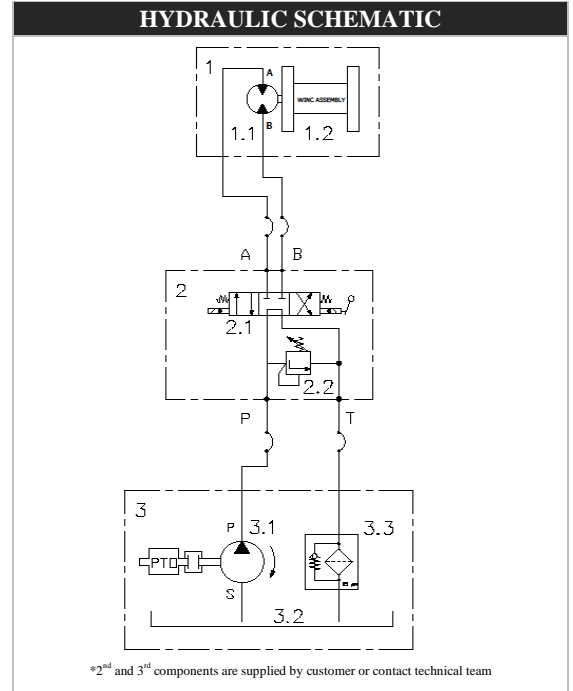 HYDRAULIC SCHEMATIC
1
A
WINC ASSEMBLY
B
1.1
1.2
A
B
2
2.1
2.2
P
T
3
P
3.1
3.3
PTO
S
3.2
*2nd and 3rd components are supplied by customer or contact technical team